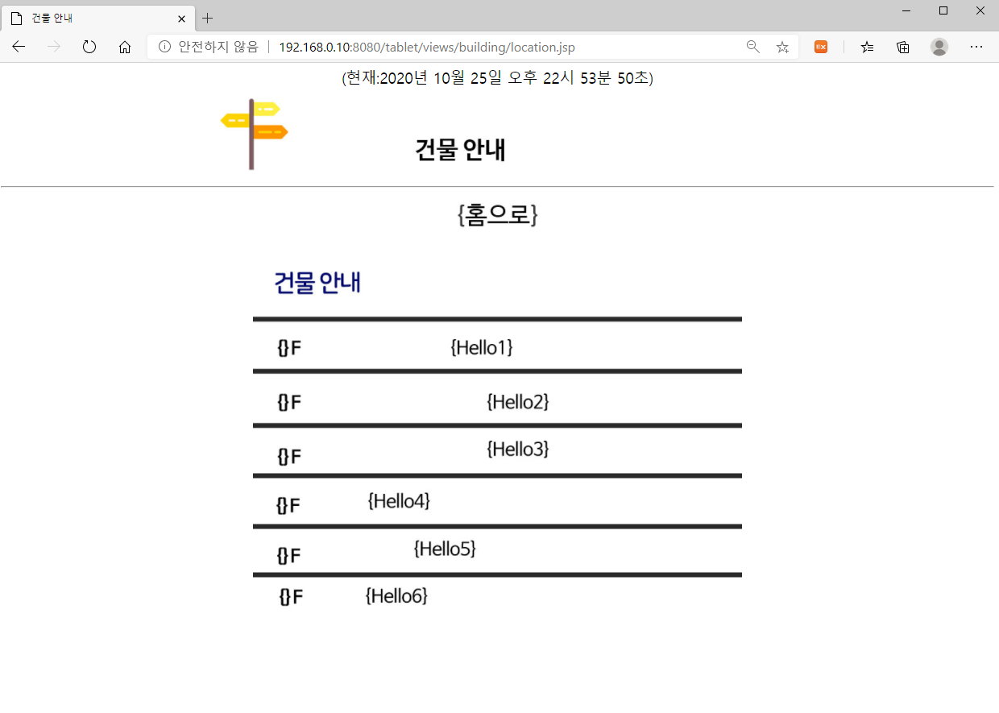 건물 안내
안전하지 않음 192.168.0.10:8080/tablet/views/building/location.jsp
(현재:2020년 10월 25일 오후 22시 53분 50초)
건물 안내
{홈으로}
건물 안내
{}F {Hello1}
{}F {Hello2}
{}F {Hello3}
{}F {Hello4}
{}F {Hello5}
{}F {Hello6}